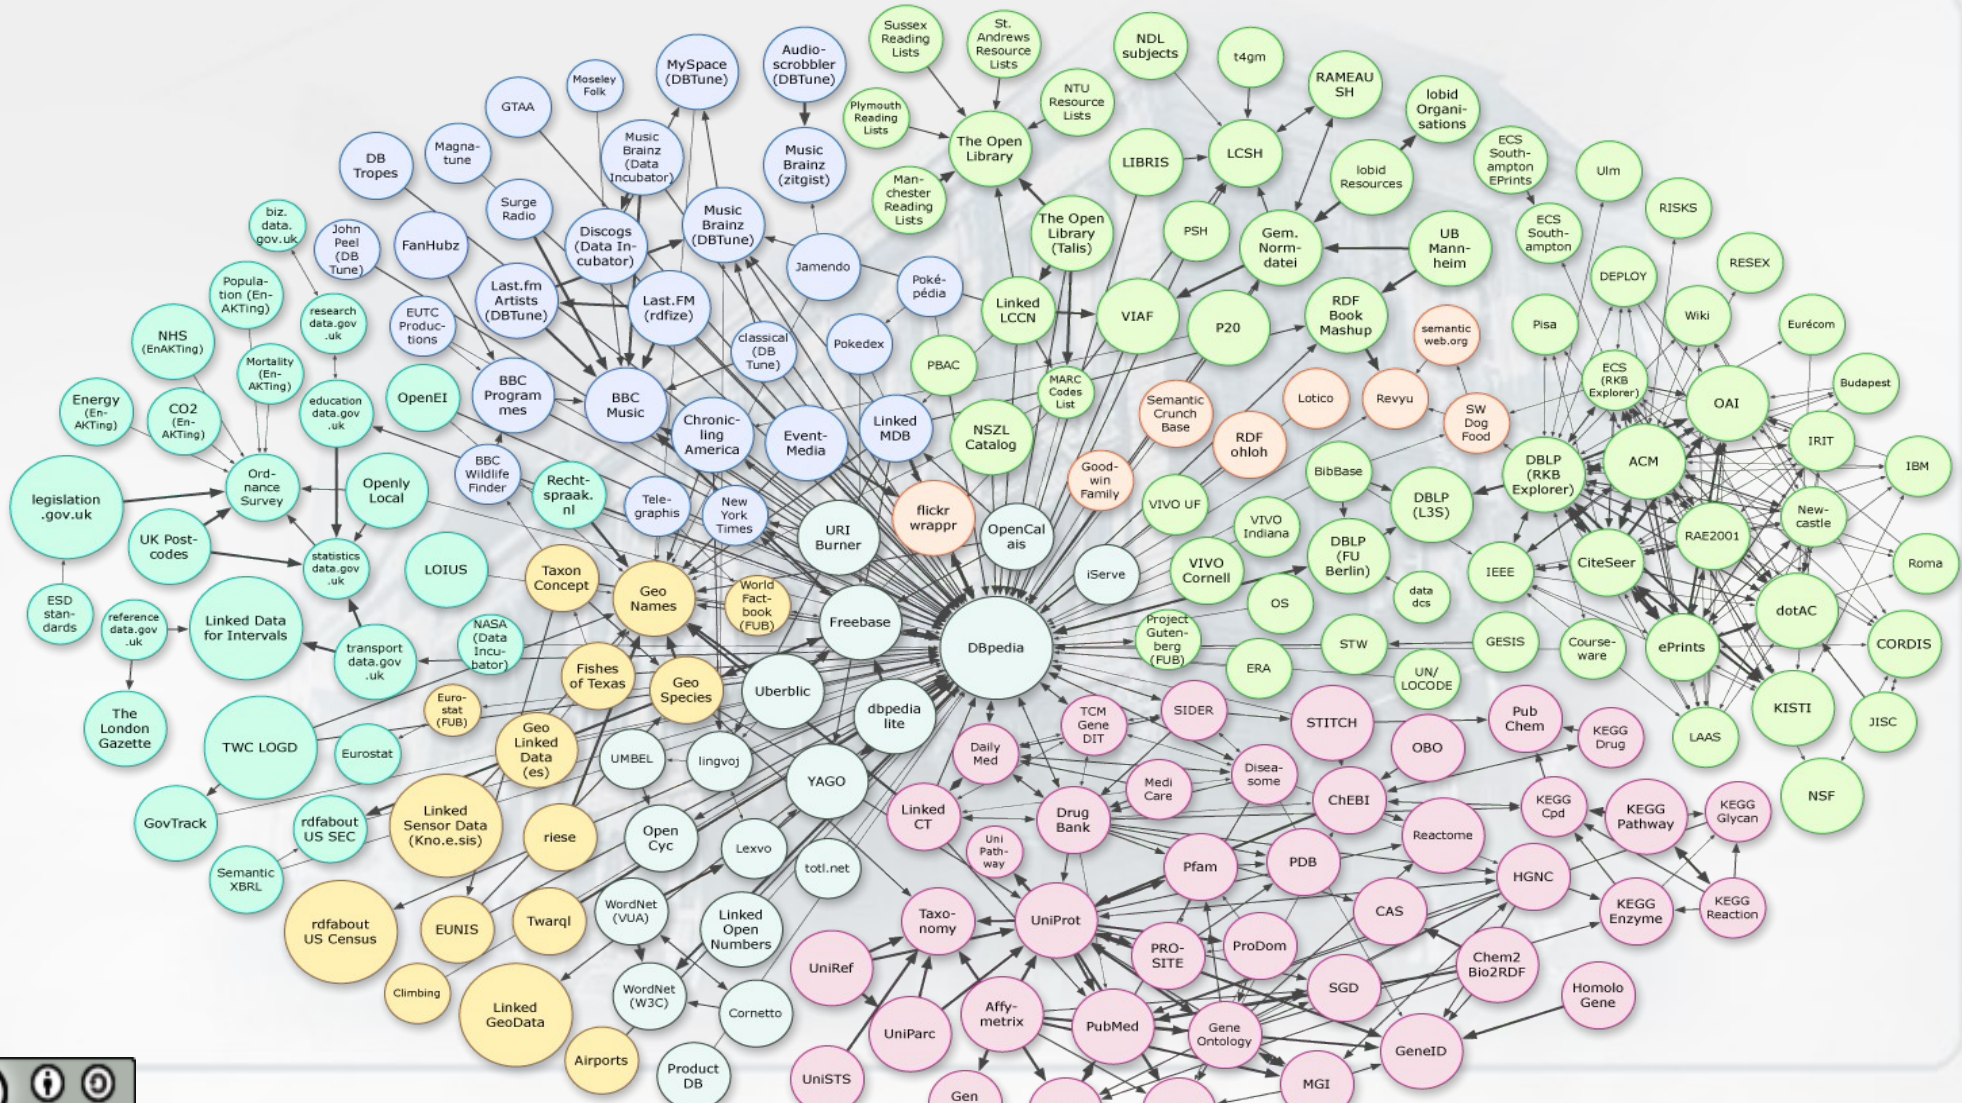 Sussex
Reading
Lists
St.
Andrews
Resource
Lists
NDL
subjects
t4gm
Audio-
scrobbler
(DBTune)
MySpace
(DBTune)
Moseley
Folk
GTAA
RAMEAU
SH
NTU
Resource
Lists
Plymouth
Reading
Lists
lobid
Organi-
sations
The Open
Library
Music
Brainz
(Data
Incubator)
Music
Brainz
(zitgist)
Magna-
tune
DB
Tropes
LIBRIS
LCSH
lobid
Resources
ECS
South-
ampton
EPrints
Ulm
Man-
chester
Reading
Lists
Surge
Radio
RISKS
biz.
data.
gov.uk
John
Peel
(DB
Tune)
FanHubz
Discogs
(Data In-
cubator)
Music
Brainz
(DBTune)
The Open
Library
(Talis)
PSH
Gem.
Norm-
datei
UB
Mann-
heim
ECS
South-
ampton
Jamendo
RESEX
DEPLOY
Popula-
tion (En-
AKTing)
Last.fm
Artists
(DBTune)
Last.FM
(rdfize)
Poké-
pédia
Linked
LCCN
VIAF
P20
RDF
Book
Mashup
Wiki
Pisa
Eurécom
research
data.gov
.uk
EUTC
Produc-
tions
NHS
(EnAKTing)
classical
(DB
Tune)
Pokedex
semantic
web.org
PBAC
Mortality
(En-
AKTing)
BBC
Program
mes
BBC
Music
MARC
Codes
List
ECS
(RKB
Explorer)
Budapest
OAI
Energy
(En-
AKTing)
CO2
(En-
AKTing)
education
data.gov
.uk
OpenEI
Chronic-
ling
America
Event-
Media
Linked
MDB
NSZL
Catalog
Semantic
Crunch
Base
Lotico
Revyu
SW
Dog
Food
RDF
ohloh
IRIT
IBM
Ord-
nance
Survey
Openly
Local
BBC
Wildlife
Finder
Recht-
spraak.
nl
Good-
win
Family
BibBase
DBLP
(RKB
Explorer)
ACM
legislation
.gov.uk
Tele-
graphis
New
York
Times
URI
Burner
flickr
wrappr
OpenCal
ais
VIVO UF
VIVO
Indiana
DBLP
(L3S)
New-
castle
RAE2001
UK Post-
codes
statistics
data.gov
.uk
LOIUS
Taxon
Concept
Geo
Names
World
Fact-
book
(FUB)
iServe
VIVO
Cornell
DBLP
(FU
Berlin)
IEEE
CiteSeer
Roma
ESD
stan-
dards
reference
data.gov
.uk
Linked Data
for Intervals
Freebase
OS
data
dcs
dotAC
NASA
(Data
Incu-
bator)
transport
data.gov
.uk
DBpedia
Project
Guten-
berg
(FUB)
STW
GESIS
Course-
ware
ePrints
CORDIS
Fishes
of Texas
Geo
Species
Uberblic
ERA
UN/
LOCODE
The
London
Gazette
Euro-
stat
(FUB)
dbpedia
lite
TCM
Gene
DIT
SIDER
STITCH
Pub
Chem
KEGG
Drug
KISTI
JISC
LAAS
TWC LOGD
Eurostat
Geo
Linked
Data
(es)
UMBEL
lingvoj
YAGO
Daily
Med
OBO
Medi
Care
Disea-
some
ChEBI
NSF
GovTrack
rdfabout
US SEC
Linked
Sensor Data
(Kno.e.sis)
riese
Open
Cyc
Lexvo
Linked
CT
Drug
Bank
Uni
Path-
way
Reactome
KEGG
Cpd
KEGG
Pathway
KEGG
Glycan
Semantic
XBRL
totl.net
Pfam
PDB
HGNC
rdfabout
US Census
EUNIS
Twarql
WordNet
(VUA)
Linked
Open
Numbers
Taxo-
nomy
UniProt
CAS
KEGG
Enzyme
KEGG
Reaction
PRO-
SITE
ProDom
UniRef
Chem2
Bio2RDF
Climbing
WordNet
(W3C)
Linked
GeoData
Cornetto
SGD
Homolo
Gene
Affy-
metrix
UniParc
PubMed
Gene
Ontology
GeneID
Airports
Product
DB
UniSTS
MGI
Gen